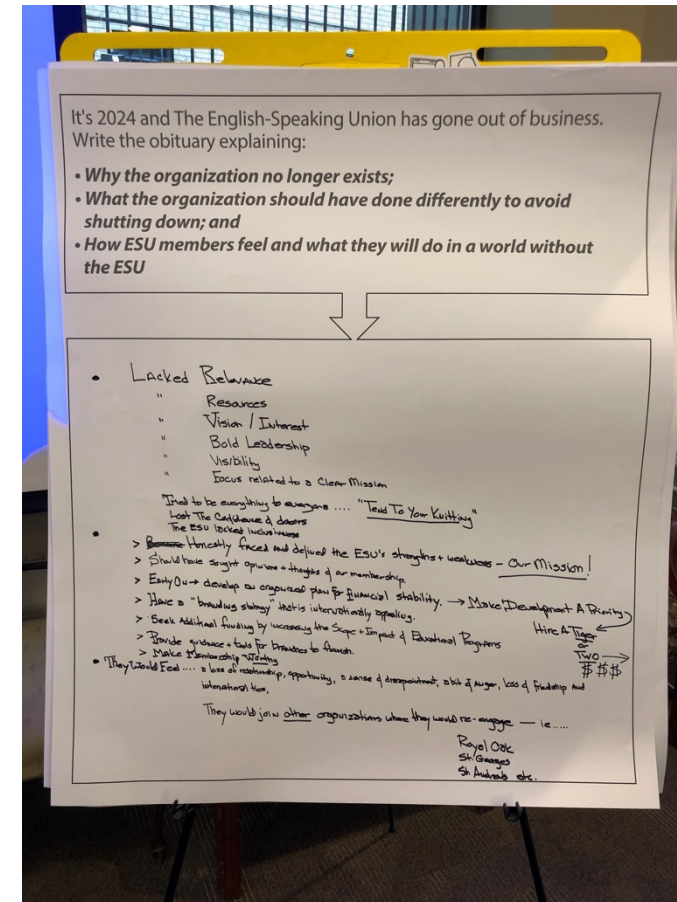 It's 2024 and The English-Speaking Union has gone out of business.
Write the obituary explaining:
• Why the organization no longer exists;
• What the organization should have done differently to avoid
shutting down; and
• How ESU members feel and what they will do in a world without
the ESU
• Lacked Relevance
" Resources
" Vision / Interest
" Bold Leadership
" Visibility
" Focus related to a Clear Mission
Tried to be everything to everyone .... "Tend To Your Knitting"
Lost The Confidence of donors
The ESU lacked inclusiveness
• > Honestly faced and defined the ESU's strengths + weakness – Our Mission!
> Should have sought opinions + thoughts of our membership.
> Early On → develop an organized plan for financial stability. → Make Development A Priority
> Have a "branding strategy" that is internationally appealing.
Hire A Tiger
or
Two →
$ $$
> Seek Additional funding by increasing the Scope + Impact of Educational Programs
> Provide guidance + tools for branches to flourish.
> Make Membership Worthy
• They Would Feel .... a loss of relationship, opportunity, a sense of disappointment, a bit of anger, loss of friendship and
international ties.
They would join other organizations where they would re-engage – ie.....
Royal Oak
St. Georges
St. Andrews etc.